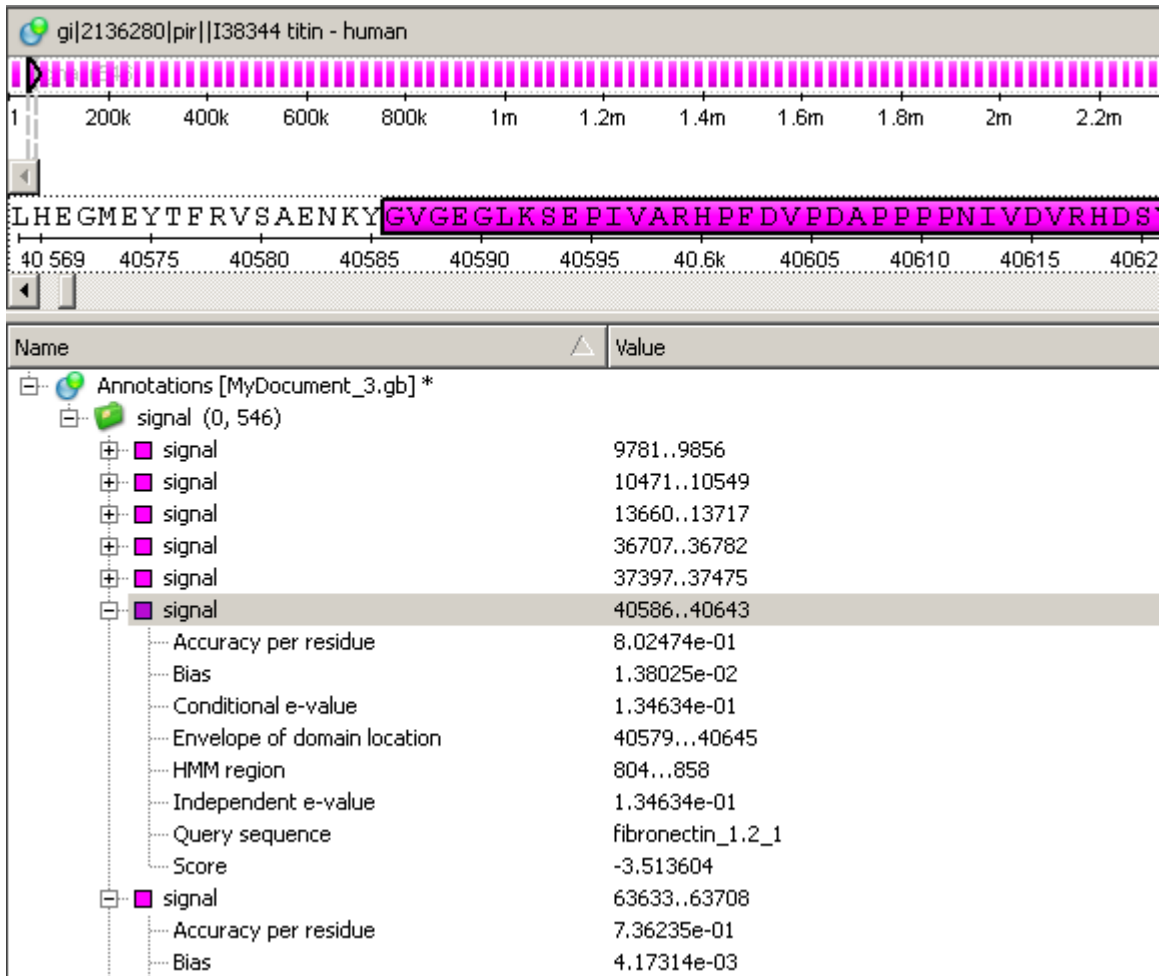 gi|2136280|pir||I38344 titin - human
1 200k 400k 600k 800k 1m 1.2m 1.4m 1.6m 1.8m 2m 2.2m
LHEGMEYTFRVSAENKYGVGEGLKSEPIVARHPFDVPDAPPPPNIVDVRHDSY
40 569 40575 40580 40585 40590 40595 40.6k 40605 40610 40615 4062
Name Value
Annotations [MyDocument_3.gb] *
signal (0, 546)
signal 9781..9856
signal 10471..10549
signal 13660..13717
signal 36707..36782
signal 37397..37475
signal 40586..40643
Accuracy per residue 8.02474e-01
Bias 1.38025e-02
Conditional e-value 1.34634e-01
Envelope of domain location 40579...40645
HMM region 804...858
Independent e-value 1.34634e-01
Query sequence fibronectin_1.2_1
Score -3.513604
signal 63633..63708
Accuracy per residue 7.36235e-01
Bias 4.17314e-03